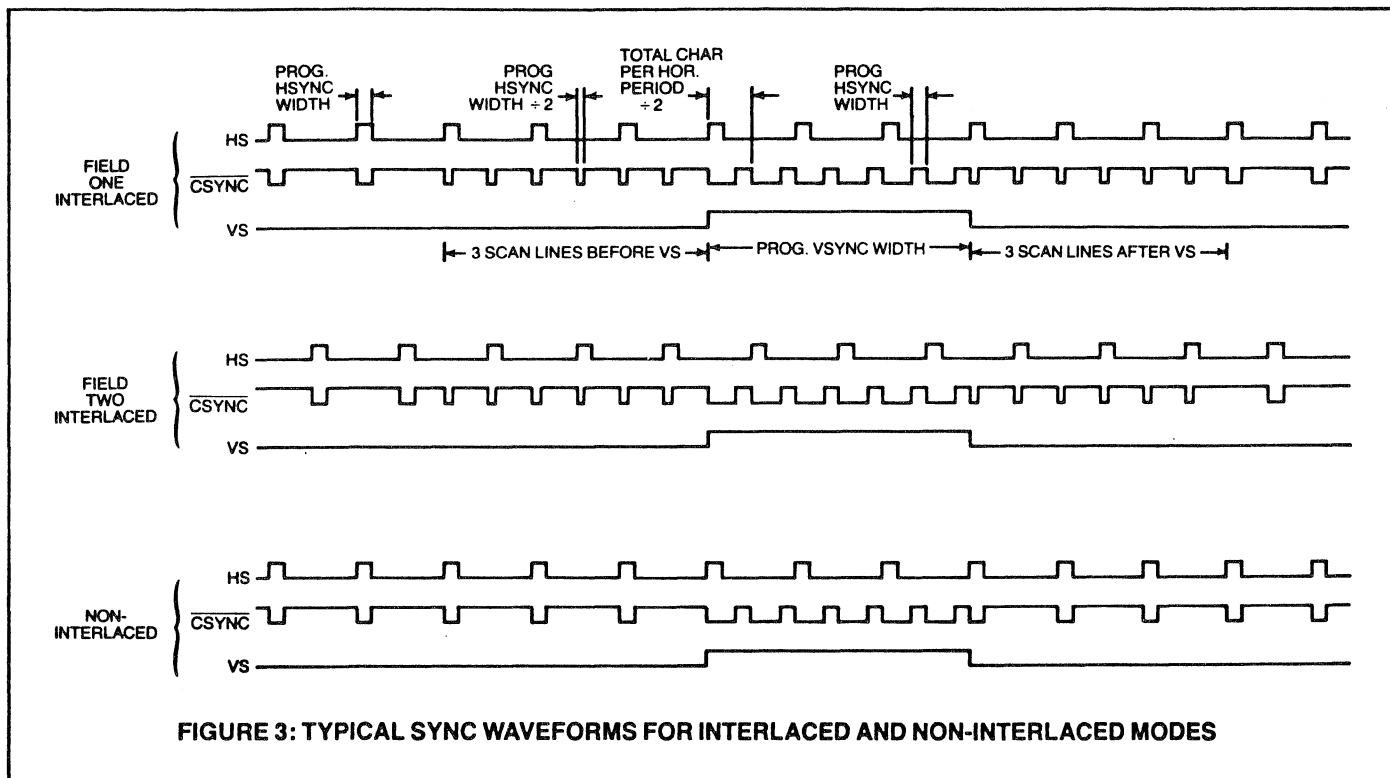 PROG.
HSYNC
WIDTH
PROG
HSYNC
WIDTH ÷2
TOTAL CHAR
PER HOR.
PERIOD
÷2
PROG
HSYNC
WIDTH
FIELD
ONE
INTERLACED
HS
CSYNC
VS
3 SCAN LINES BEFORE VS
PROG. VSYNC WIDTH
3 SCAN LINES AFTER VS
FIELD
TWO
INTERLACED
HS
CSYNC
VS
NON-
INTERLACED
HS
CSYNC
VS
FIGURE 3: TYPICAL SYNC WAVEFORMS FOR INTERLACED AND NON-INTERLACED MODES